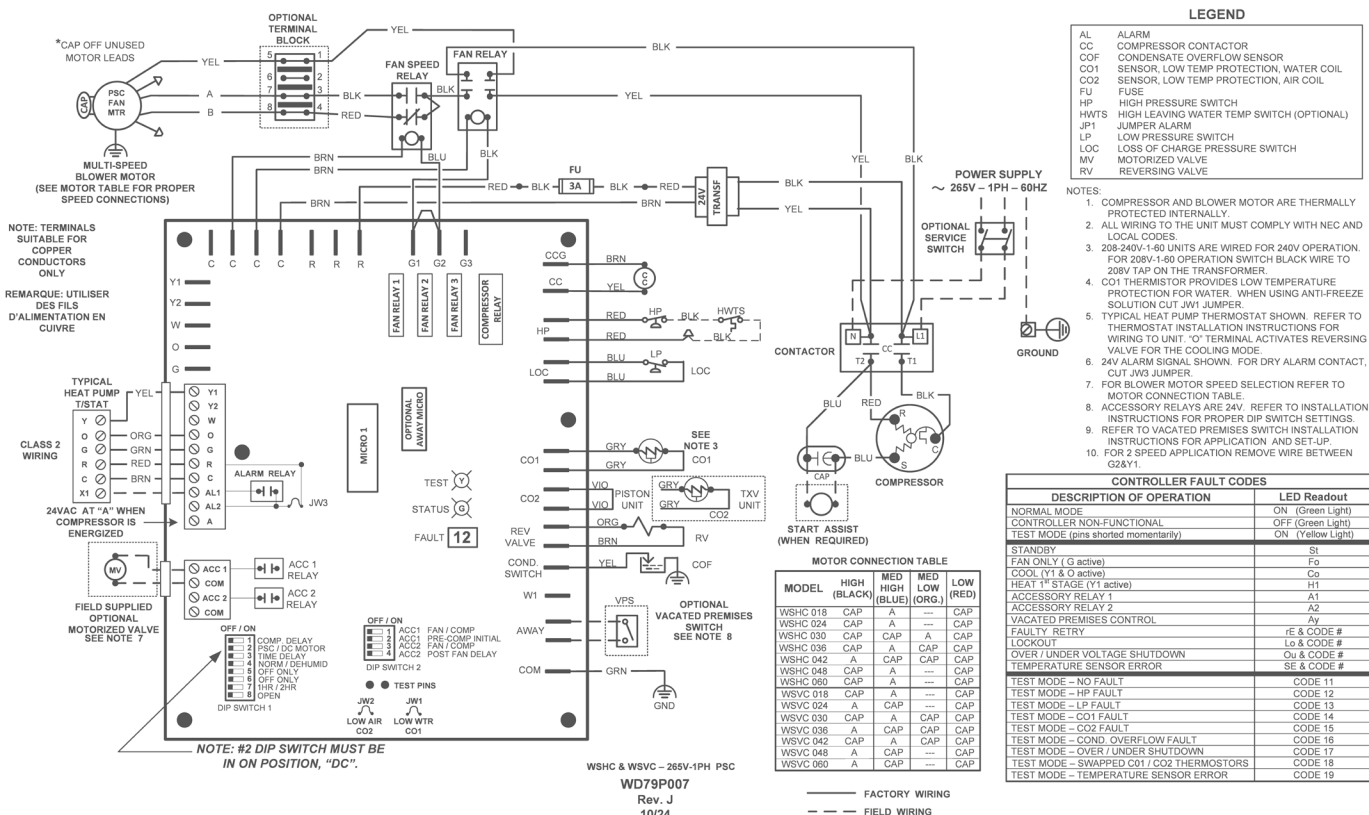 OPTIONAL
TERMINAL
BLOCK
*CAP OFF UNUSED
MOTOR LEADS
YEL
5
1
6
2
7
3
8
4
YEL
A
B
CAP
PSC
FAN
MTR
MULTI-SPEED
BLOWER MOTOR
(SEE MOTOR TABLE FOR PROPER
SPEED CONNECTIONS)
FAN SPEED
RELAY
FAN RELAY
BLK
RED
BLK
BLK
YEL
BRN
BRN
BLU
BLK
YEL
BLK
FU
RED
BLK
3A
BLK
RED
BRN
24V
TRANSF
BLK
YEL
POWER SUPPLY
~ 265V – 1PH – 60HZ
OPTIONAL
SERVICE
SWITCH
GROUND
CONTACTOR
N
L1
CC
T2
T1
BLU
RED
BLK
R
S
C
BLU
CAP
COMPRESSOR
START ASSIST
(WHEN REQUIRED)
NOTE: TERMINALS
SUITABLE FOR
COPPER
CONDUCTORS
ONLY
REMARQUE: UTILISER
DES FILS
D'ALIMENTATION EN
CUIVRE
C C C C R R R G1 G2 G3
Y1
Y2
W
O
G
FAN RELAY 1
FAN RELAY 2
FAN RELAY 3
COMPRESSOR
RELAY
CCG
BRN
CC
YEL
CC
RED
HP
BLK
HWTS
HP
RED
BLK
BLU
LP
LOC
BLU
LOC
TYPICAL
HEAT PUMP
T/STAT
YEL
Y
O
G
R
C
X1
CLASS 2
WIRING
ORG
GRN
RED
BRN
Y1
Y2
W
O
G
R
C
AL1
AL2
A
ALARM RELAY
JW3
24VAC AT "A" WHEN
COMPRESSOR IS
ENERGIZED
MICRO 1
OPTIONAL
AWAY MICRO
TEST Y
STATUS G
FAULT 12
SEE
NOTE 3
CO1
GRY
GRY
CO1
CO2
VIO
VIO
PISTON
UNIT
GRY
GRY
CO2
TXV
UNIT
REV
VALVE
ORG
BRN
RV
COND.
SWITCH
YEL
COF
W1
AWAY
VPS
OPTIONAL
VACATED PREMISES
SWITCH
SEE NOTE 8
COM
GRN
GND
MV
FIELD SUPPLIED
OPTIONAL
MOTORIZED VALVE
SEE NOTE 7
ACC 1
COM
ACC 2
COM
ACC 1
RELAY
ACC 2
RELAY
OFF / ON
1 COMP. DELAY
2 PSC / DC MOTOR
3 TIME DELAY
4 NORM / DEHUMID
5 OFF ONLY
6 OFF ONLY
7 1HR / 2HR
8 OPEN
DIP SWITCH 1
OFF / ON
1 ACC1 FAN / COMP
2 ACC1 PRE-COMP INITIAL
3 ACC2 FAN / COMP
4 ACC2 POST FAN DELAY
DIP SWITCH 2
TEST PINS
JW2
LOW AIR
CO2
JW1
LOW WTR
CO1
NOTE: #2 DIP SWITCH MUST BE
IN ON POSITION, "DC".
WSHC & WSVC – 265V-1PH PSC
WD79P007
Rev. J
10/24
MOTOR CONNECTION TABLE
MODEL HIGH (BLACK) MED HIGH (BLUE) MED LOW (ORG.) LOW (RED)
WSHC 018 CAP A --- CAP
WSHC 024 CAP A --- CAP
WSHC 030 CAP CAP A CAP
WSHC 036 CAP A CAP CAP
WSHC 042 A CAP CAP CAP
WSHC 048 CAP A --- CAP
WSHC 060 CAP A --- CAP
WSVC 018 CAP A --- CAP
WSVC 024 A CAP --- CAP
WSVC 030 CAP A CAP CAP
WSVC 036 A CAP CAP CAP
WSVC 042 CAP A CAP CAP
WSVC 048 A CAP --- CAP
WSVC 060 A CAP --- CAP
FACTORY WIRING
FIELD WIRING
LEGEND
AL ALARM
CC COMPRESSOR CONTACTOR
COF CONDENSATE OVERFLOW SENSOR
CO1 SENSOR, LOW TEMP PROTECTION, WATER COIL
CO2 SENSOR, LOW TEMP PROTECTION, AIR COIL
FU FUSE
HP HIGH PRESSURE SWITCH
HWTS HIGH LEAVING WATER TEMP SWITCH (OPTIONAL)
JP1 JUMPER ALARM
LP LOW PRESSURE SWITCH
LOC LOSS OF CHARGE PRESSURE SWITCH
MV MOTORIZED VALVE
RV REVERSING VALVE
NOTES:
1. COMPRESSOR AND BLOWER MOTOR ARE THERMALLY
PROTECTED INTERNALLY.
2. ALL WIRING TO THE UNIT MUST COMPLY WITH NEC AND
LOCAL CODES.
3. 208-240V-1-60 UNITS ARE WIRED FOR 240V OPERATION.
FOR 208V-1-60 OPERATION SWITCH BLACK WIRE TO
208V TAP ON THE TRANSFORMER.
4. CO1 THERMISTOR PROVIDES LOW TEMPERATURE
PROTECTION FOR WATER. WHEN USING ANTI-FREEZE
SOLUTION CUT JW1 JUMPER.
5. TYPICAL HEAT PUMP THERMOSTAT SHOWN. REFER TO
THERMOSTAT INSTALLATION INSTRUCTIONS FOR
WIRING TO UNIT. "O" TERMINAL ACTIVATES REVERSING
VALVE FOR THE COOLING MODE.
6. 24V ALARM SIGNAL SHOWN. FOR DRY ALARM CONTACT,
CUT JW3 JUMPER.
7. FOR BLOWER MOTOR SPEED SELECTION REFER TO
MOTOR CONNECTION TABLE.
8. ACCESSORY RELAYS ARE 24V. REFER TO INSTALLATION
INSTRUCTIONS FOR PROPER DIP SWITCH SETTINGS.
9. REFER TO VACATED PREMISES SWITCH INSTALLATION
INSTRUCTIONS FOR APPLICATION AND SET-UP.
10. FOR 2 SPEED APPLICATION REMOVE WIRE BETWEEN
G2&Y1.
CONTROLLER FAULT CODES
DESCRIPTION OF OPERATION LED Readout
NORMAL MODE ON (Green Light)
CONTROLLER NON-FUNCTIONAL OFF (Green Light)
TEST MODE (pins shorted momentarily) ON (Yellow Light)
STANDBY St
FAN ONLY ( G active) Fo
COOL (Y1 & O active) Co
HEAT 1ST STAGE (Y1 active) H1
ACCESSORY RELAY 1 A1
ACCESSORY RELAY 2 A2
VACATED PREMISES CONTROL Ay
FAULTY RETRY rE & CODE #
LOCKOUT Lo & CODE #
OVER / UNDER VOLTAGE SHUTDOWN Ou & CODE #
TEMPERATURE SENSOR ERROR SE & CODE #
TEST MODE – NO FAULT CODE 11
TEST MODE – HP FAULT CODE 12
TEST MODE – LP FAULT CODE 13
TEST MODE – CO1 FAULT CODE 14
TEST MODE – CO2 FAULT CODE 15
TEST MODE – COND. OVERFLOW FAULT CODE 16
TEST MODE – OVER / UNDER SHUTDOWN CODE 17
TEST MODE – SWAPPED C01 / CO2 THERMOSTORS CODE 18
TEST MODE – TEMPERATURE SENSOR ERROR CODE 19